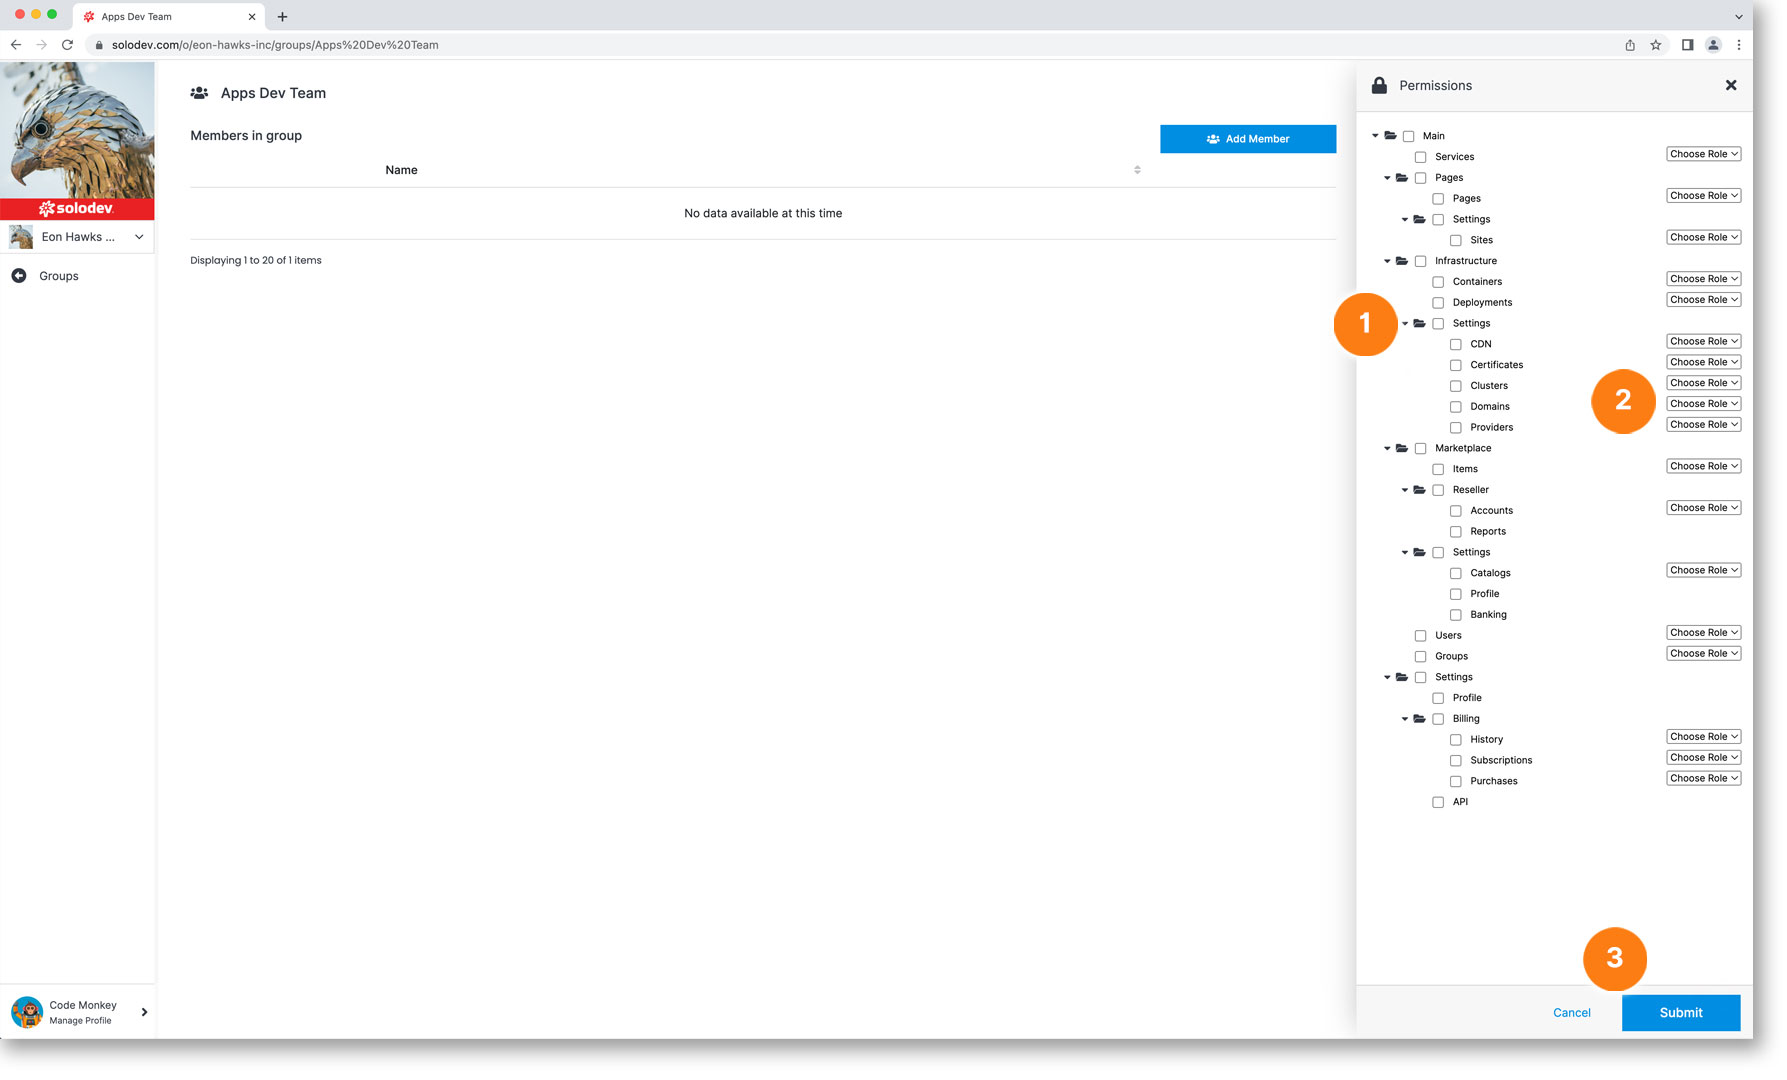 Apps Dev Team
solodev.com/o/eon-hawks-inc/groups/Apps%20Dev%20Team
solodev
Eon Hawks ...
Groups
Apps Dev Team
Members in group
Add Member
Name
No data available at this time
Displaying 1 to 20 of 1 items
Code Monkey
Manage Profile
Permissions
Main
Services Choose Role
Pages
Pages Choose Role
Settings
Sites Choose Role
Infrastructure
Containers Choose Role
Deployments Choose Role
1 Settings
CDN Choose Role
Certificates Choose Role
Clusters Choose Role
2
Domains Choose Role
Providers Choose Role
Marketplace
Items Choose Role
Reseller
Accounts Choose Role
Reports
Settings
Catalogs Choose Role
Profile
Banking
Users Choose Role
Groups Choose Role
Settings
Profile
Billing
History Choose Role
Subscriptions Choose Role
Purchases Choose Role
API
3
Cancel Submit